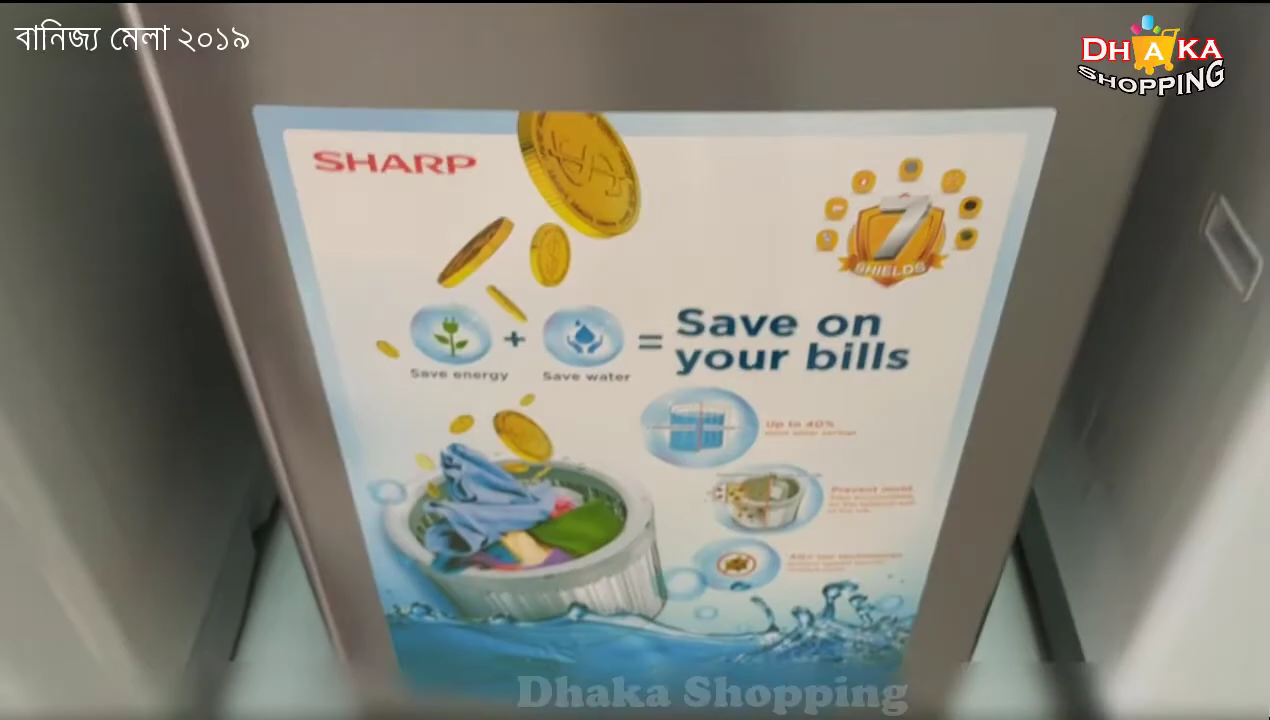 বানিজ্য মেলা ২০১৯
DHAKA
SHOPPING
SHARP
7
SHIELDS
Save energy
+
Save water
=
Save on
your bills
Up to 40%
Prevent mold
Dhaka Shopping